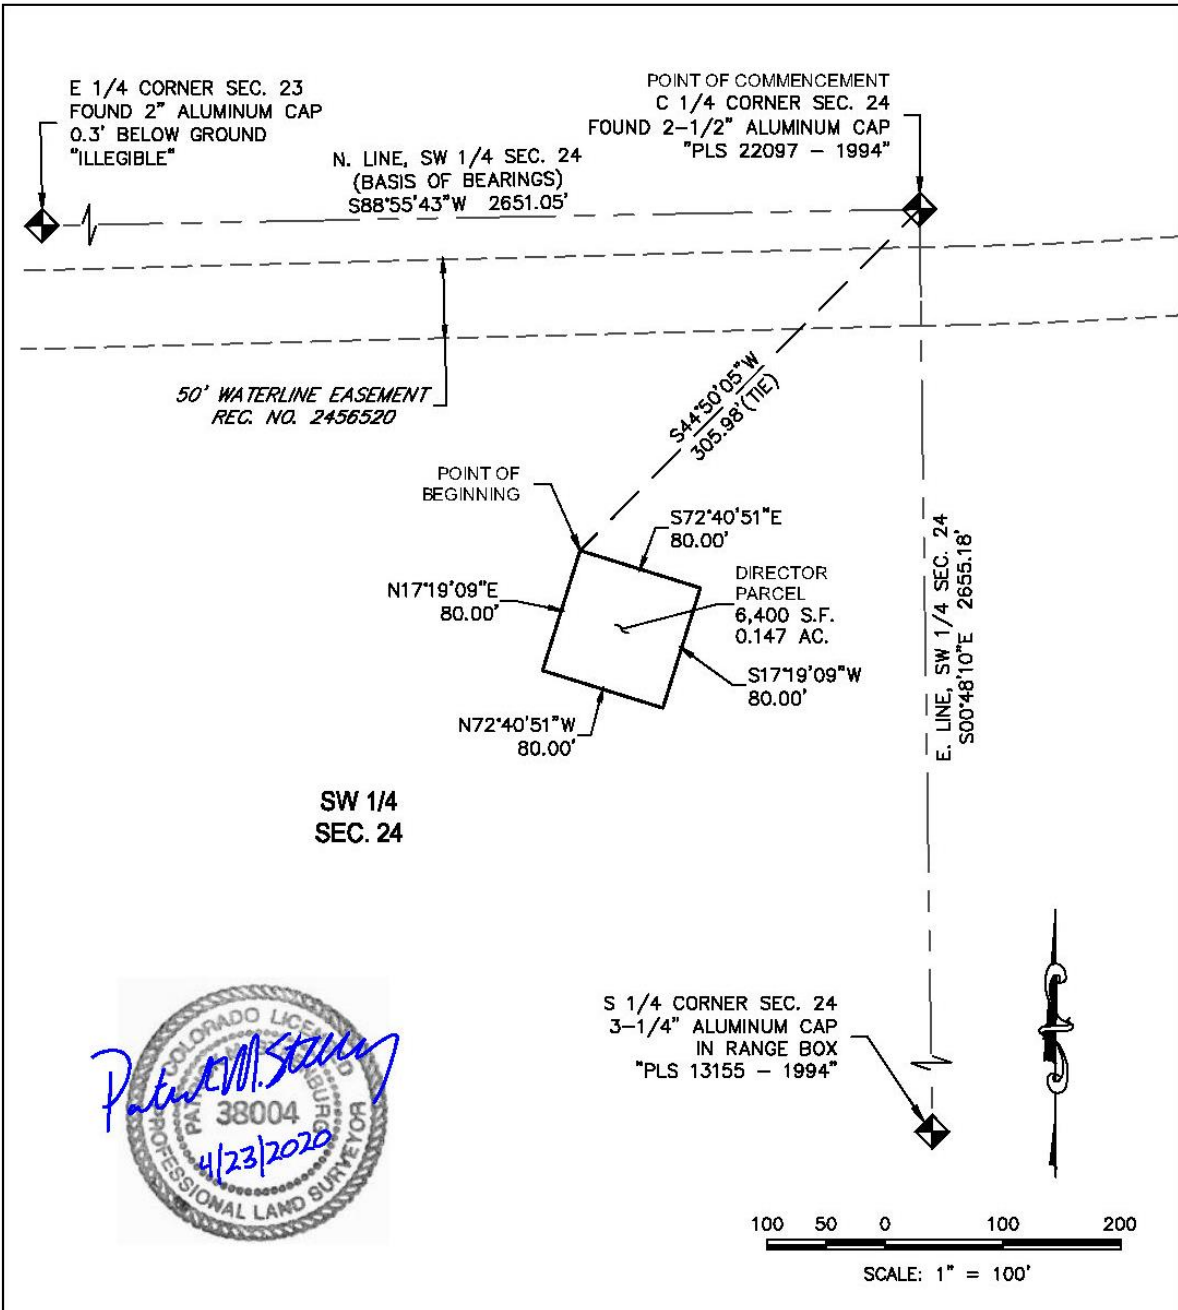 E 1/4 CORNER SEC. 23
FOUND 2" ALUMINUM CAP
0.3' BELOW GROUND
"ILLEGIBLE"
POINT OF COMMENCEMENT
C 1/4 CORNER SEC. 24
FOUND 2-1/2" ALUMINUM CAP
"PLS 22097 - 1994"
N. LINE, SW 1/4 SEC. 24
(BASIS OF BEARINGS)
S88°55'43"W 2651.05'
50' WATERLINE EASEMENT
REC. NO. 2456520
S44°50'05"W
305.98'(TIE)
POINT OF
BEGINNING
S72°40'51"E
80.00'
N17°19'09"E
80.00'
DIRECTOR
PARCEL
6,400 S.F.
0.147 AC.
S17°19'09"W
80.00'
N72°40'51"W
80.00'
E. LINE, SW 1/4 SEC. 24
S00°48'10"E 2655.18'
SW 1/4
SEC. 24
S 1/4 CORNER SEC. 24
3-1/4" ALUMINUM CAP
IN RANGE BOX
"PLS 13155 - 1994"
COLORADO LICENSED
38004
4/23/2020
PROFESSIONAL LAND SURVEYOR
100 50 0 100 200
SCALE: 1" = 100'